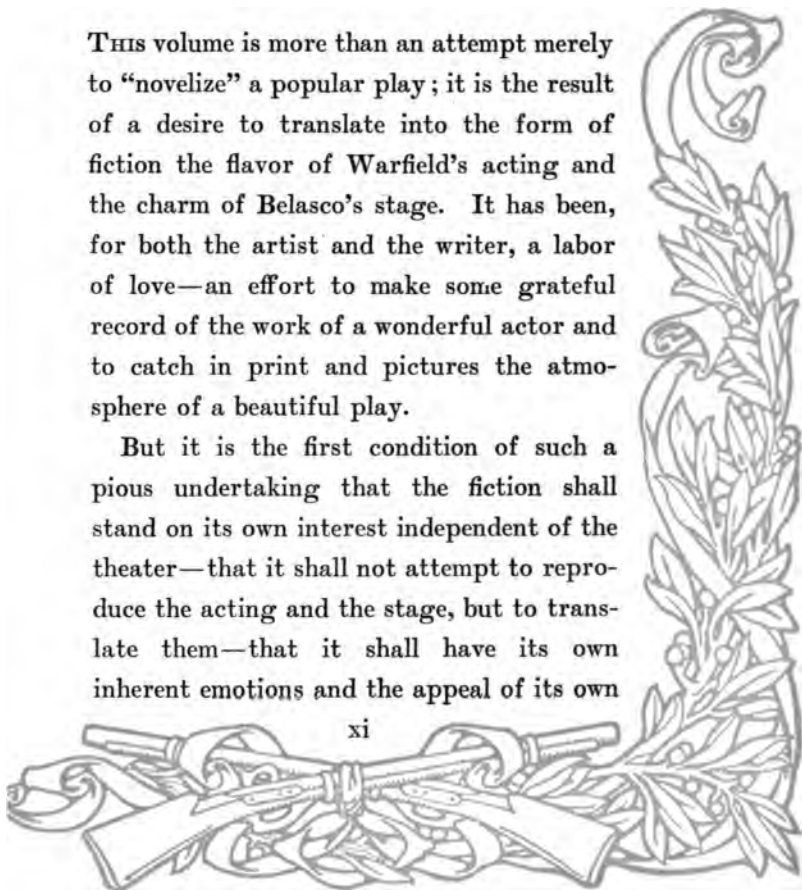 THIS volume is more than an attempt merely
to “novelize” a popular play; it is the result
of a desire to translate into the form of
fiction the flavor of Warfield’s acting and
the charm of Belasco’s stage. It has been,
for both the artist and the writer, a labor
of love—an effort to make some grateful
record of the work of a wonderful actor and
to catch in print and pictures the atmo-
sphere of a beautiful play.
But it is the first condition of such a
pious undertaking that the fiction shall
stand on its own interest independent of the
theater—that it shall not attempt to repro-
duce the acting and the stage, but to trans-
late them—that it shall have its own
inherent emotions and the appeal of its own
xi